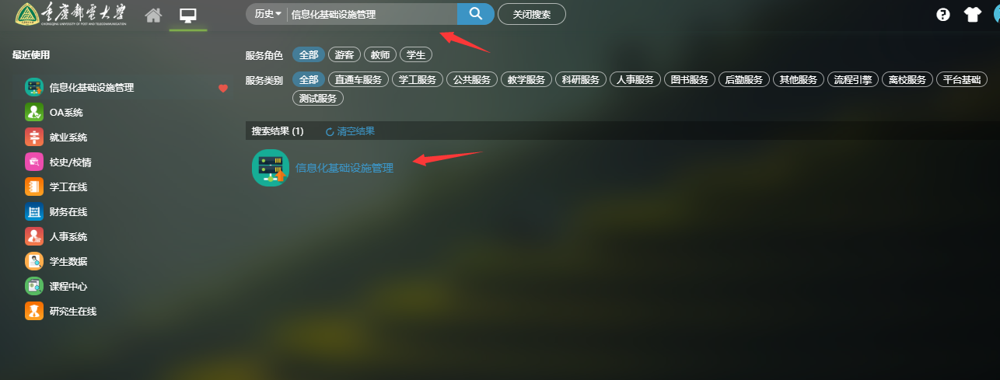 重庆邮电大学
CHONGQING UNIVERSITY OF POST AND TELECOMMUNICATION
历史 信息化基础设施管理 关闭搜索
最近使用
信息化基础设施管理
OA系统
就业系统
校史/校情
学工在线
财务在线
人事系统
学生数据
课程中心
研究生在线
服务角色 全部 游客 教师 学生
服务类别 全部 直通车服务 学工服务 公共服务 教学服务 科研服务 人事服务 图书服务 后勤服务 其他服务 流程引擎 离校服务 平台基础
测试服务
搜索结果 (1) 清空结果
信息化基础设施管理